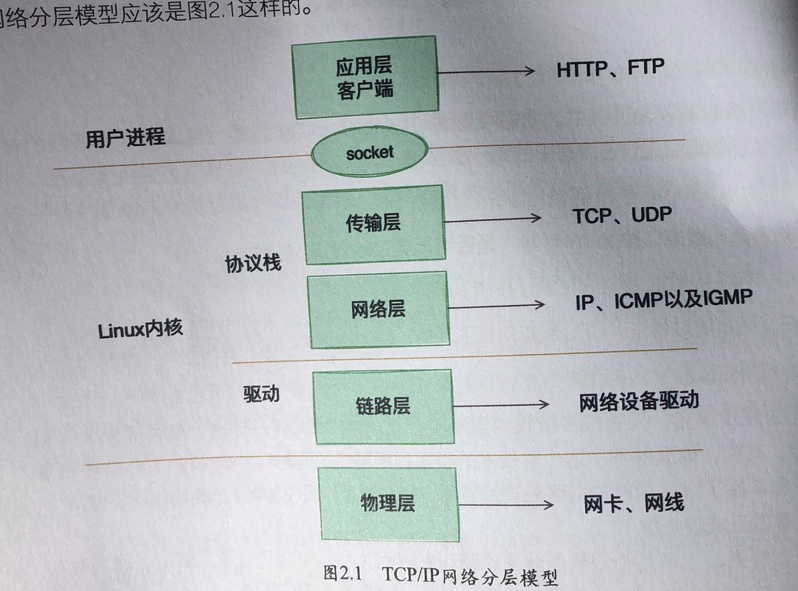 网络分层模型应该是图2.1这样的。
应用层
客户端
HTTP、FTP
用户进程
socket
传输层
TCP、UDP
协议栈
网络层
IP、ICMP以及IGMP
Linux内核
驱动
链路层
网络设备驱动
物理层
网卡、网线
图2.1 TCP/IP网络分层模型